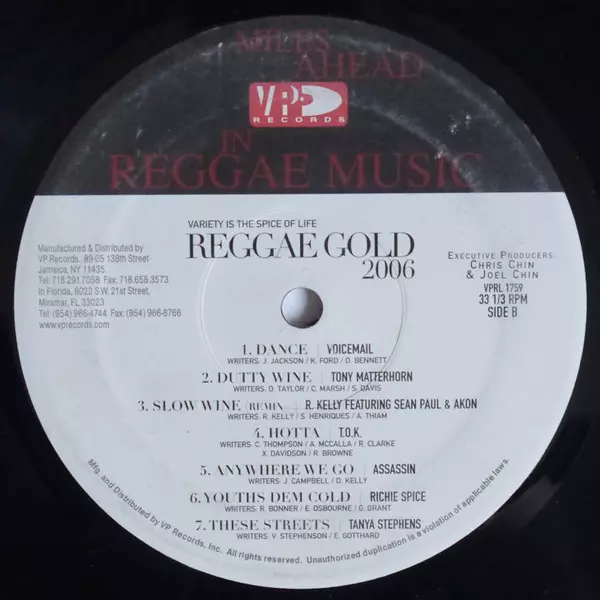 MILES
AHEAD
VP
RECORDS
IN
REGGAE MUSIC
VARIETY IS THE SPICE OF LIFE
REGGAE GOLD
2006
Manufactured & Distributed by
VP Records, 89-05 138th Street
Jamaica, NY 11435
Tel: 718.291.7058 Fax: 718.658.3573
In Florida, 6022 S.W. 21st Street,
Miramar, FL 33023
Tel: (954) 966-4744 Fax: (954) 966-8766
www.vprecords.com
EXECUTIVE PRODUCERS:
CHRIS CHIN
& JOEL CHIN
VPRL 1759
33 1/3 RPM
SIDE B
1. DANCE | VOICEMAIL
WRITERS: J. JACKSON / K. FORD / D. BENNETT
2. DUTTY WINE | TONY MATTERHORN
WRITERS: D. TAYLOR / C. MARSH / S. DAVIS
3. SLOW WINE (REMIX | R. KELLY FEATURING SEAN PAUL & AKON
WRITERS: R. KELLY / S. HENRIQUES / A. THIAM
4. HOTTA | T.O.K.
WRITERS: C. THOMPSON / A. MCCALLA / R. CLARKE
X. DAVIDSON / R. BROWNE
5. ANYWHERE WE GO | ASSASSIN
WRITERS: J. CAMPBELL / D. KELLY
6. YOUTHS DEM COLD | RICHIE SPICE
WRITERS: R. BONNER / E. OSBOURNE / G. GRANT
7. THESE STREETS | TANYA STEPHENS
WRITERS: V. STEPHENSON / E. GOTTHARD
Mfg. and Distributed by VP Records, Inc. All rights reserved. Unauthorized duplication is a violation of applicable laws.